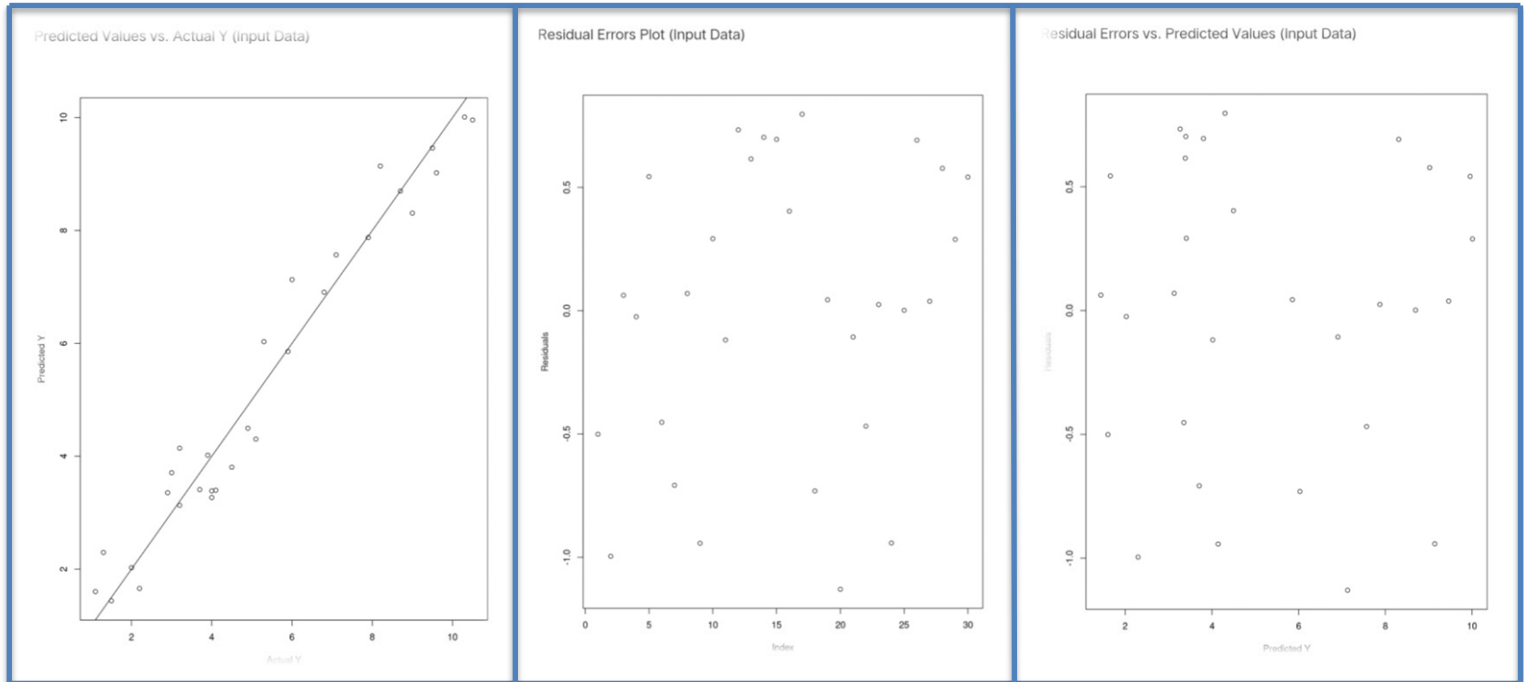 Predicted Values vs. Actual Y (Input Data)
10
8
6
4
2
Predicted Y
2 4 6 8 10
Actual Y
Residual Errors Plot (Input Data)
0.5
0.0
-0.5
-1.0
Residuals
0 5 10 15 20 25 30
Index
Residual Errors vs. Predicted Values (Input Data)
0.5
0.0
-0.5
-1.0
Residuals
2 4 6 8 10
Predicted Y